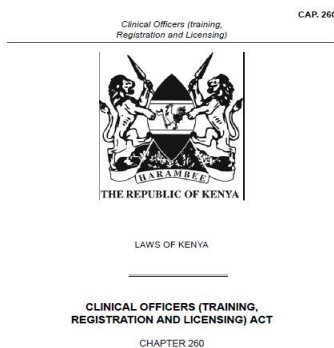 CAP. 260
Clinical Officers (training,
Registration and Licensing)
HARAMBEE
THE REPUBLIC OF KENYA
LAWS OF KENYA
CLINICAL OFFICERS (TRAINING,
REGISTRATION AND LICENSING) ACT
CHAPTER 260